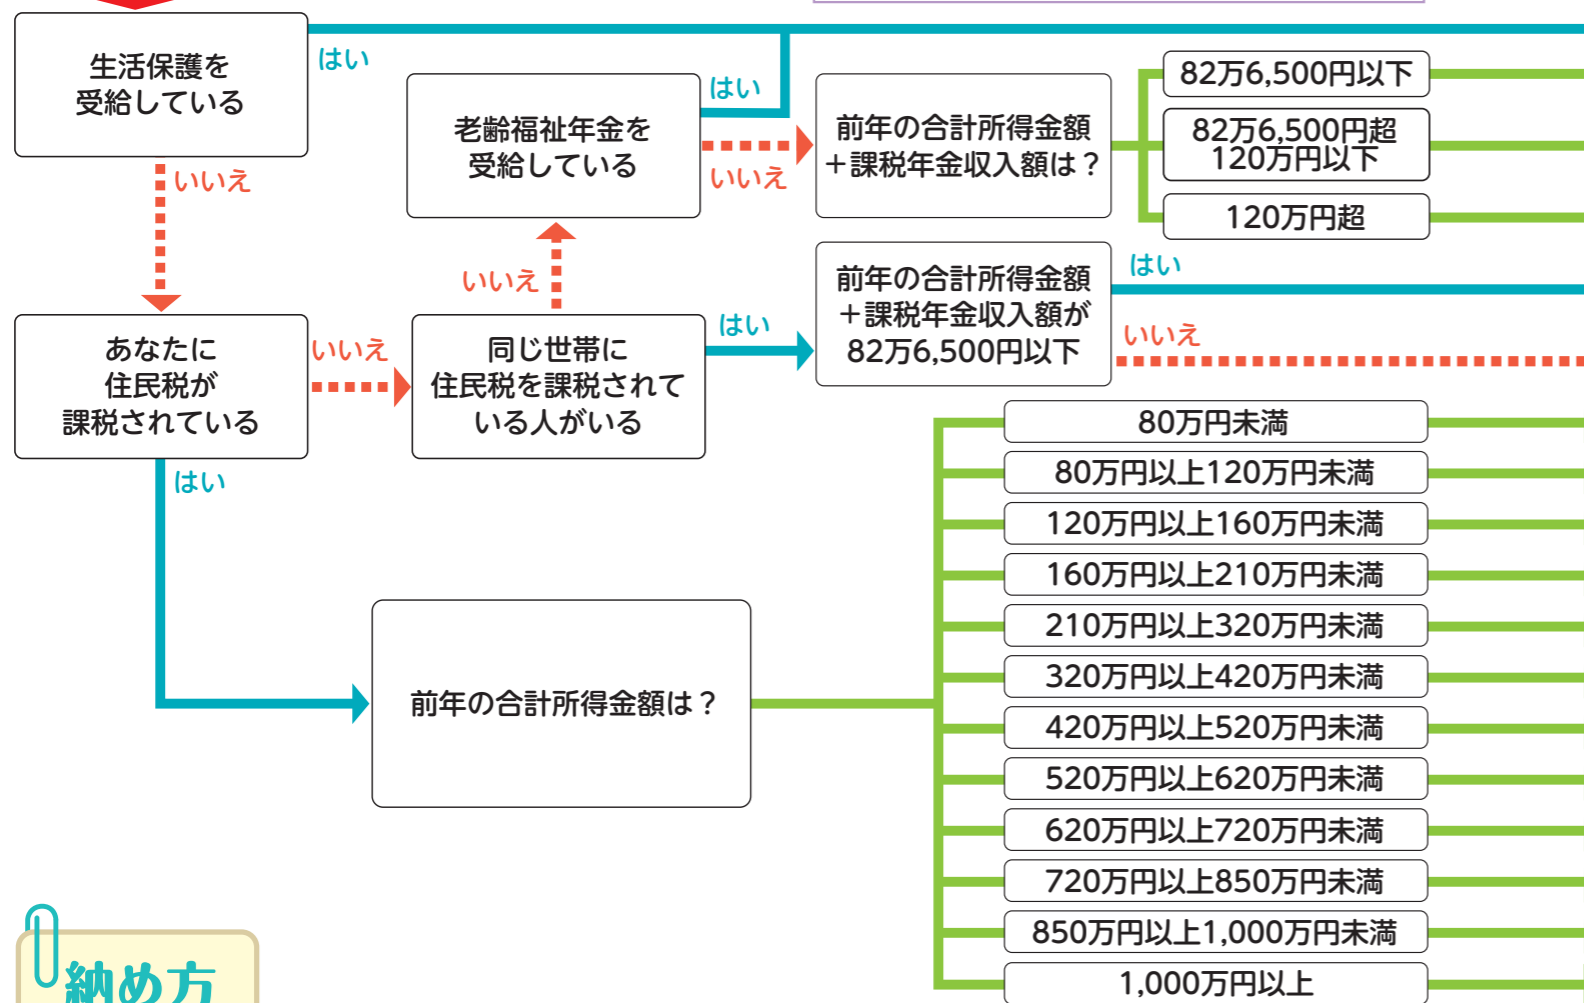 生活保護を
受給している
はい
いいえ
老齢福祉年金を
受給している
はい
いいえ
前年の合計所得金額
＋課税年金収入額は？
82万6,500円以下
82万6,500円超
120万円以下
120万円超
あなたに
住民税が
課税されている
いいえ
はい
同じ世帯に
住民税を課税されて
いる人がいる
いいえ
はい
前年の合計所得金額
＋課税年金収入額が
82万6,500円以下
はい
いいえ
前年の合計所得金額は？
80万円未満
80万円以上120万円未満
120万円以上160万円未満
160万円以上210万円未満
210万円以上320万円未満
320万円以上420万円未満
420万円以上520万円未満
520万円以上620万円未満
620万円以上720万円未満
720万円以上850万円未満
850万円以上1,000万円未満
1,000万円以上
納め方